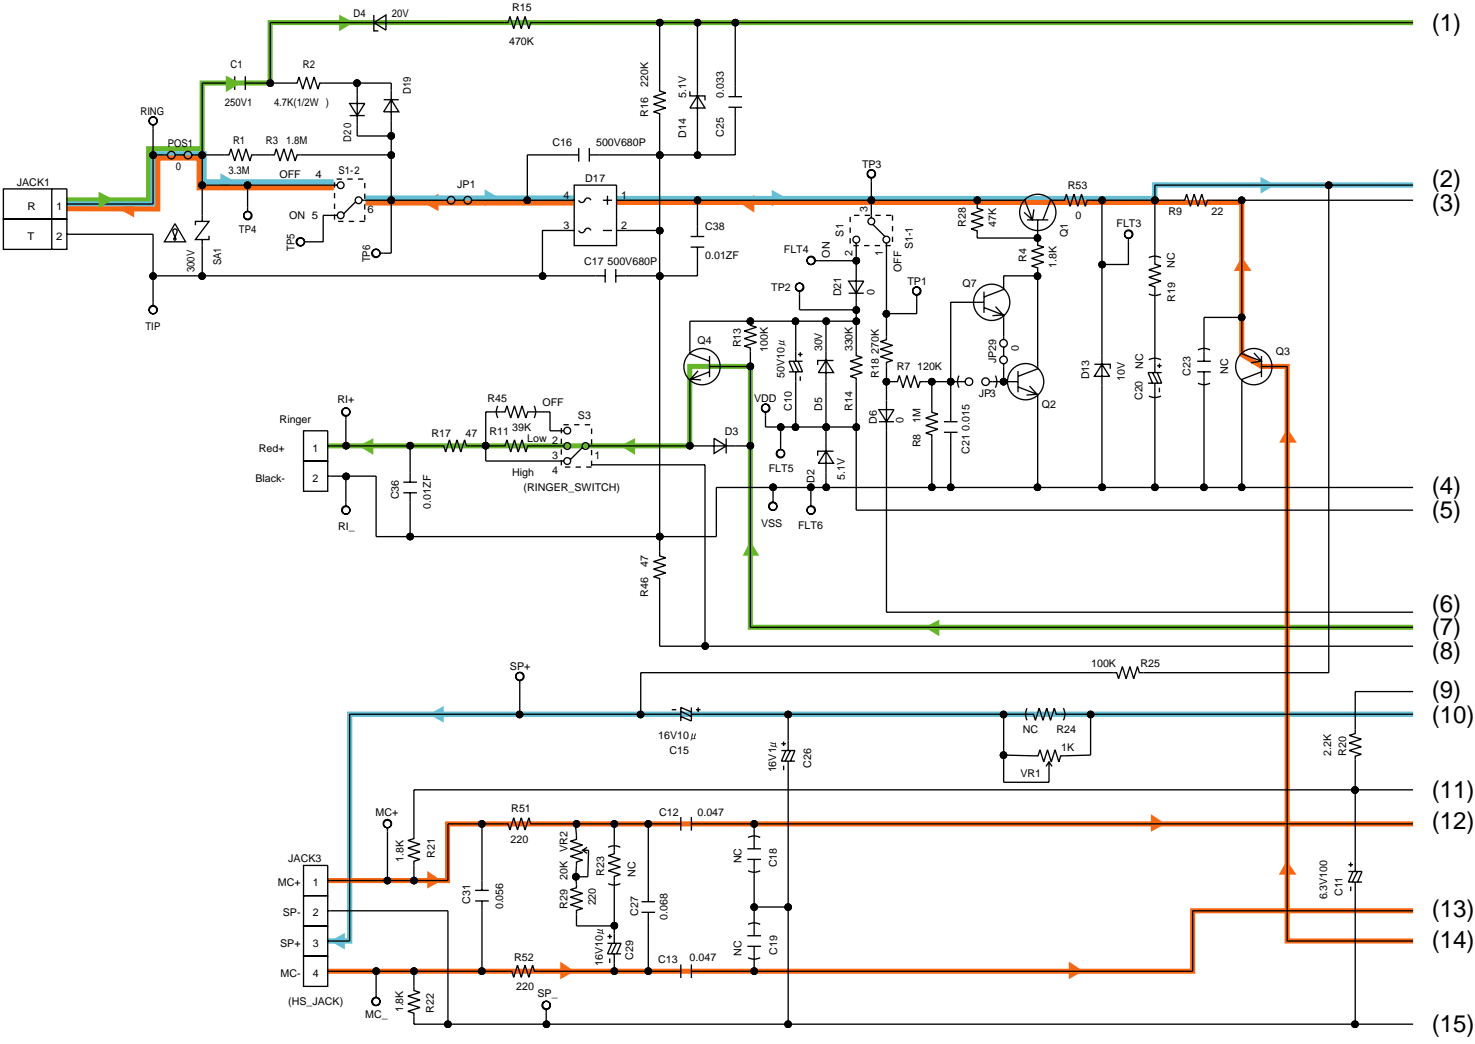 D4 20V
R15
470K
(1)
C1
250V1
R2
4.7K(1/2W )
D20
D19
R16 220K
D14 5.1V
C25 0.033
RING
POS1
0
R1
3.3M
R3 1.8M
C16 500V680P
JACK1
R 1
T 2
OFF 4
S1-2
ON 5
6
TP4
TP5
TP6
JP1
D17
4 1
3 2
+
−
TP3
300V
SA1
TIP
C17 500V680P
C38
0.01ZF
S1
3
S1-1
2 1
ON
OFF
FLT4
R28 47K
Q1
R53
0
R4 1.8K
R9 22
(2)
(3)
FLT3
D21 0
TP2
TP1
Q7
R19 NC
Q4
R13 100K
50V10μ
+
-
C10
30V
D5
330K
R14
R18 270K
R7 120K
JP29 0
JP3
Q2
D13 10V
NC
+
-
C20
C23 NC
Q3
VDD
D6 0
R8 1M
C21 0.015
Ringer
RI+
Red+ 1
Black- 2
RI_
R17 47
R45
R11 39K
OFF
Low 2
High
3
4
1
S3
(RINGER_SWITCH)
D3
C36 0.01ZF
FLT5
D2 5.1V
VSS
FLT6
(4)
(5)
R46 47
(6)
(7)
(8)
SP+
100K R25
(9)
(10)
- +
16V10μ
C15
16V1μ
+
-
C26
NC R24
1K
VR1
2.2K R20
(11)
MC+
1.8K R21
R51
220
C12 0.047
(12)
JACK3
MC+ 1
SP- 2
SP+ 3
MC- 4
(HS_JACK)
C31 0.056
20K VR2
R29 220
R23 NC
16V10μ
+
-
C29
C27 0.068
NC C18
NC C19
6.3V100
+
-
C11
(13)
(14)
R52
220
C13 0.047
MC_
1.8K R22
SP_
(15)